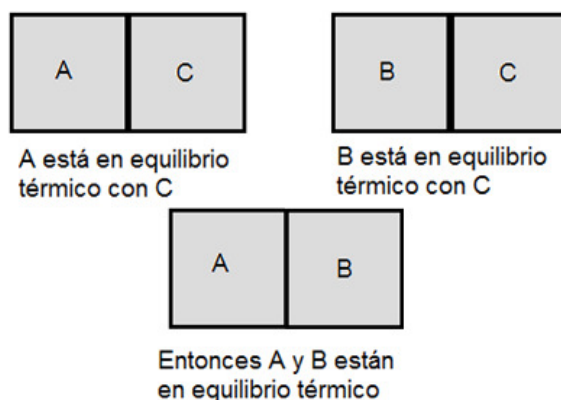 A
C
B
C
A está en equilibrio
térmico con C
B está en equilibrio
térmico con C
A
B
Entonces A y B están
en equilibrio térmico